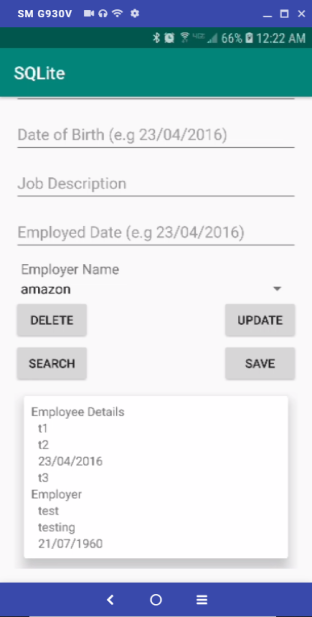 SM G930V
66% 12:22 AM
SQLite
Date of Birth (e.g 23/04/2016)
Job Description
Employed Date (e.g 23/04/2016)
Employer Name
amazon
DELETE
UPDATE
SEARCH
SAVE
Employee Details
t1
t2
23/04/2016
t3
Employer
test
testing
21/07/1960